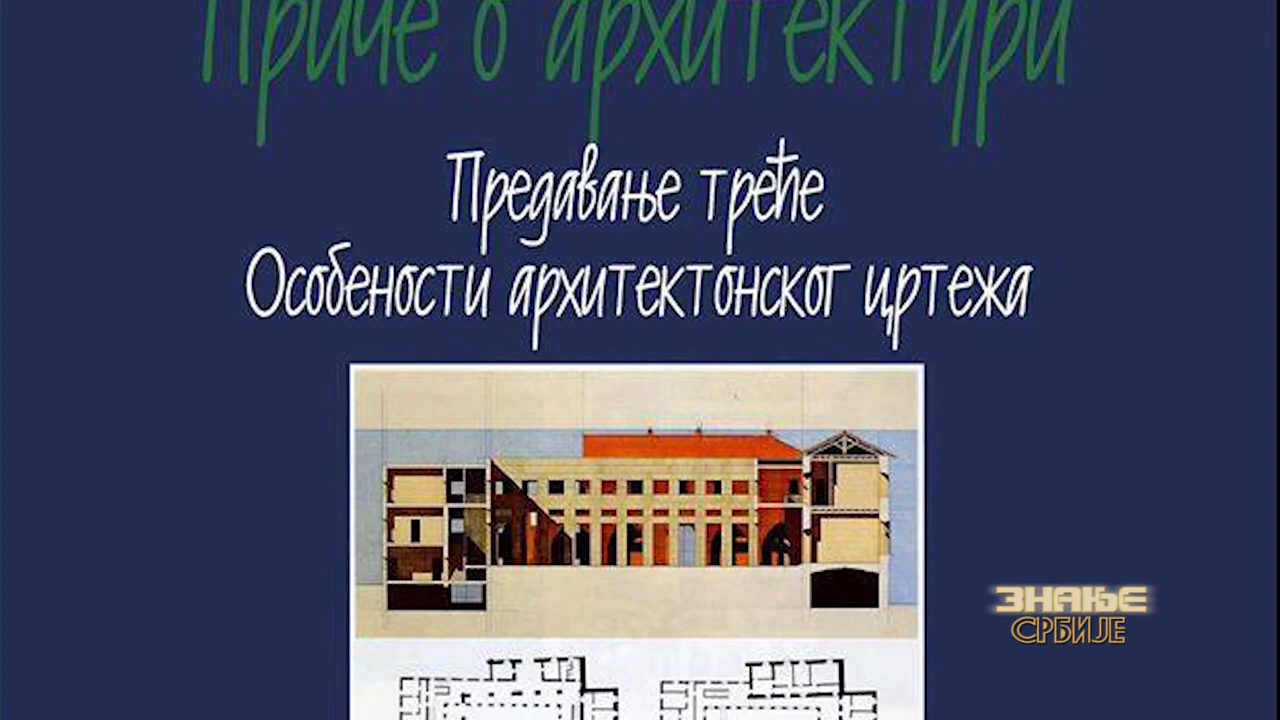 Приче о архитектури
Предавање треће
Особености архитектонског цртежа
ЗНАЊЕ
СРБИЈЕ